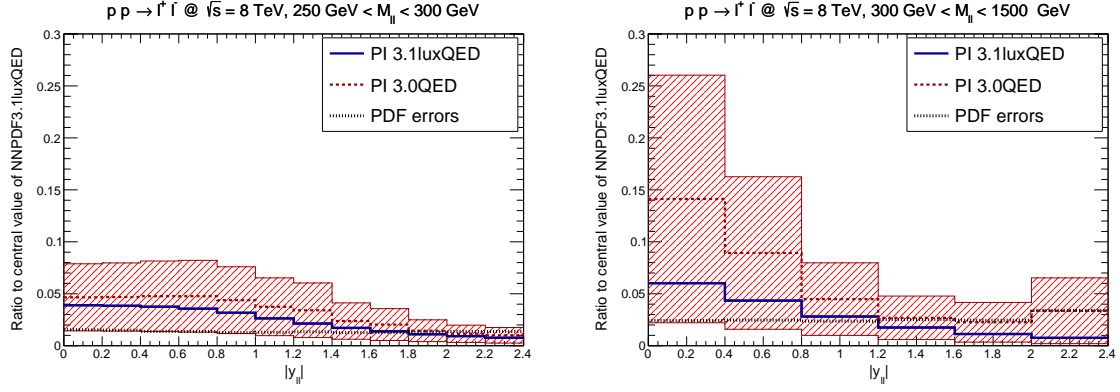 p p → l⁺ l⁻ @ √s = 8 TeV, 250 GeV < M_ll < 300 GeV
Ratio to central value of NNPDF3.1luxQED
0.3
0.25
0.2
0.15
0.1
0.05
0
PI 3.1luxQED
PI 3.0QED
PDF errors
0 0.2 0.4 0.6 0.8 1 1.2 1.4 1.6 1.8 2 2.2 2.4
|y_ll|
p p → l⁺ l⁻ @ √s = 8 TeV, 300 GeV < M_ll < 1500 GeV
Ratio to central value of NNPDF3.1luxQED
0.3
0.25
0.2
0.15
0.1
0.05
0
PI 3.1luxQED
PI 3.0QED
PDF errors
0 0.2 0.4 0.6 0.8 1 1.2 1.4 1.6 1.8 2 2.2 2.4
|y_ll|